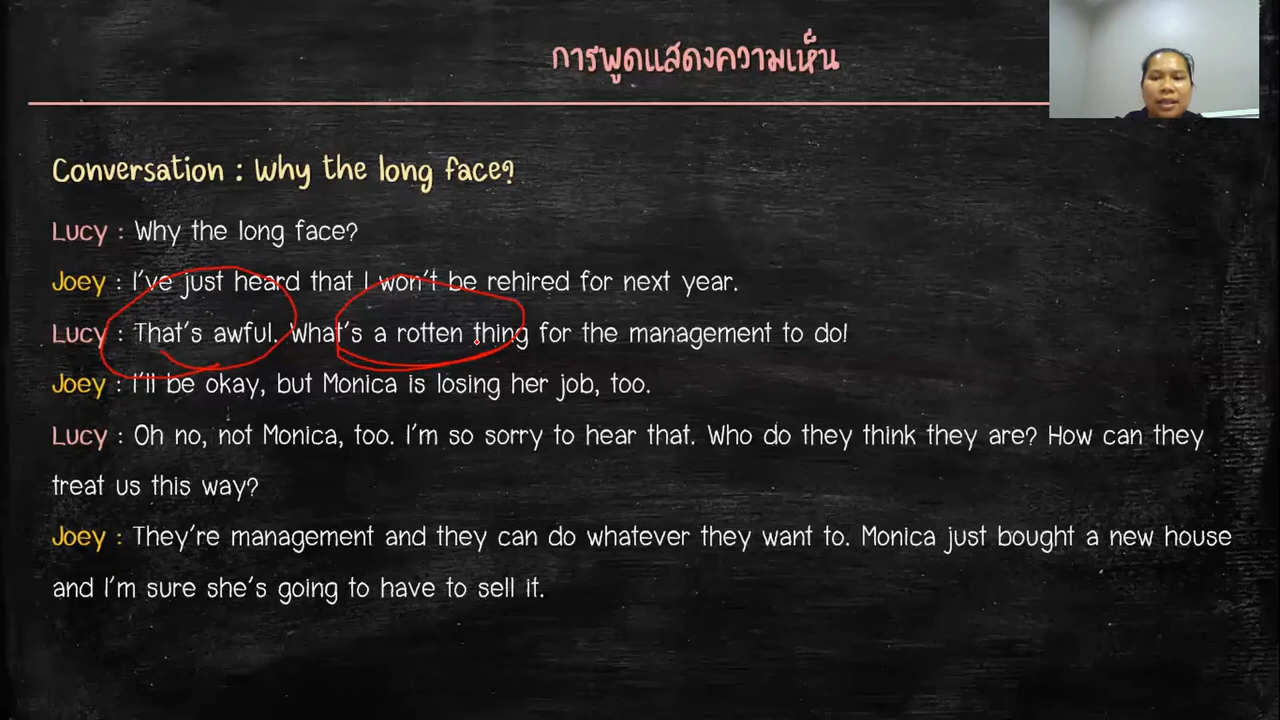 การพูดแสดงความเห็น
Conversation : Why the long face?
Lucy : Why the long face?
Joey : I've just heard that I won't be rehired for next year.
Lucy : That's awful. What's a rotten thing for the management to do!
Joey : I'll be okay, but Monica is losing her job, too.
Lucy : Oh no, not Monica, too. I'm so sorry to hear that. Who do they think they are? How can they
treat us this way?
Joey : They're management and they can do whatever they want to. Monica just bought a new house
and I'm sure she's going to have to sell it.